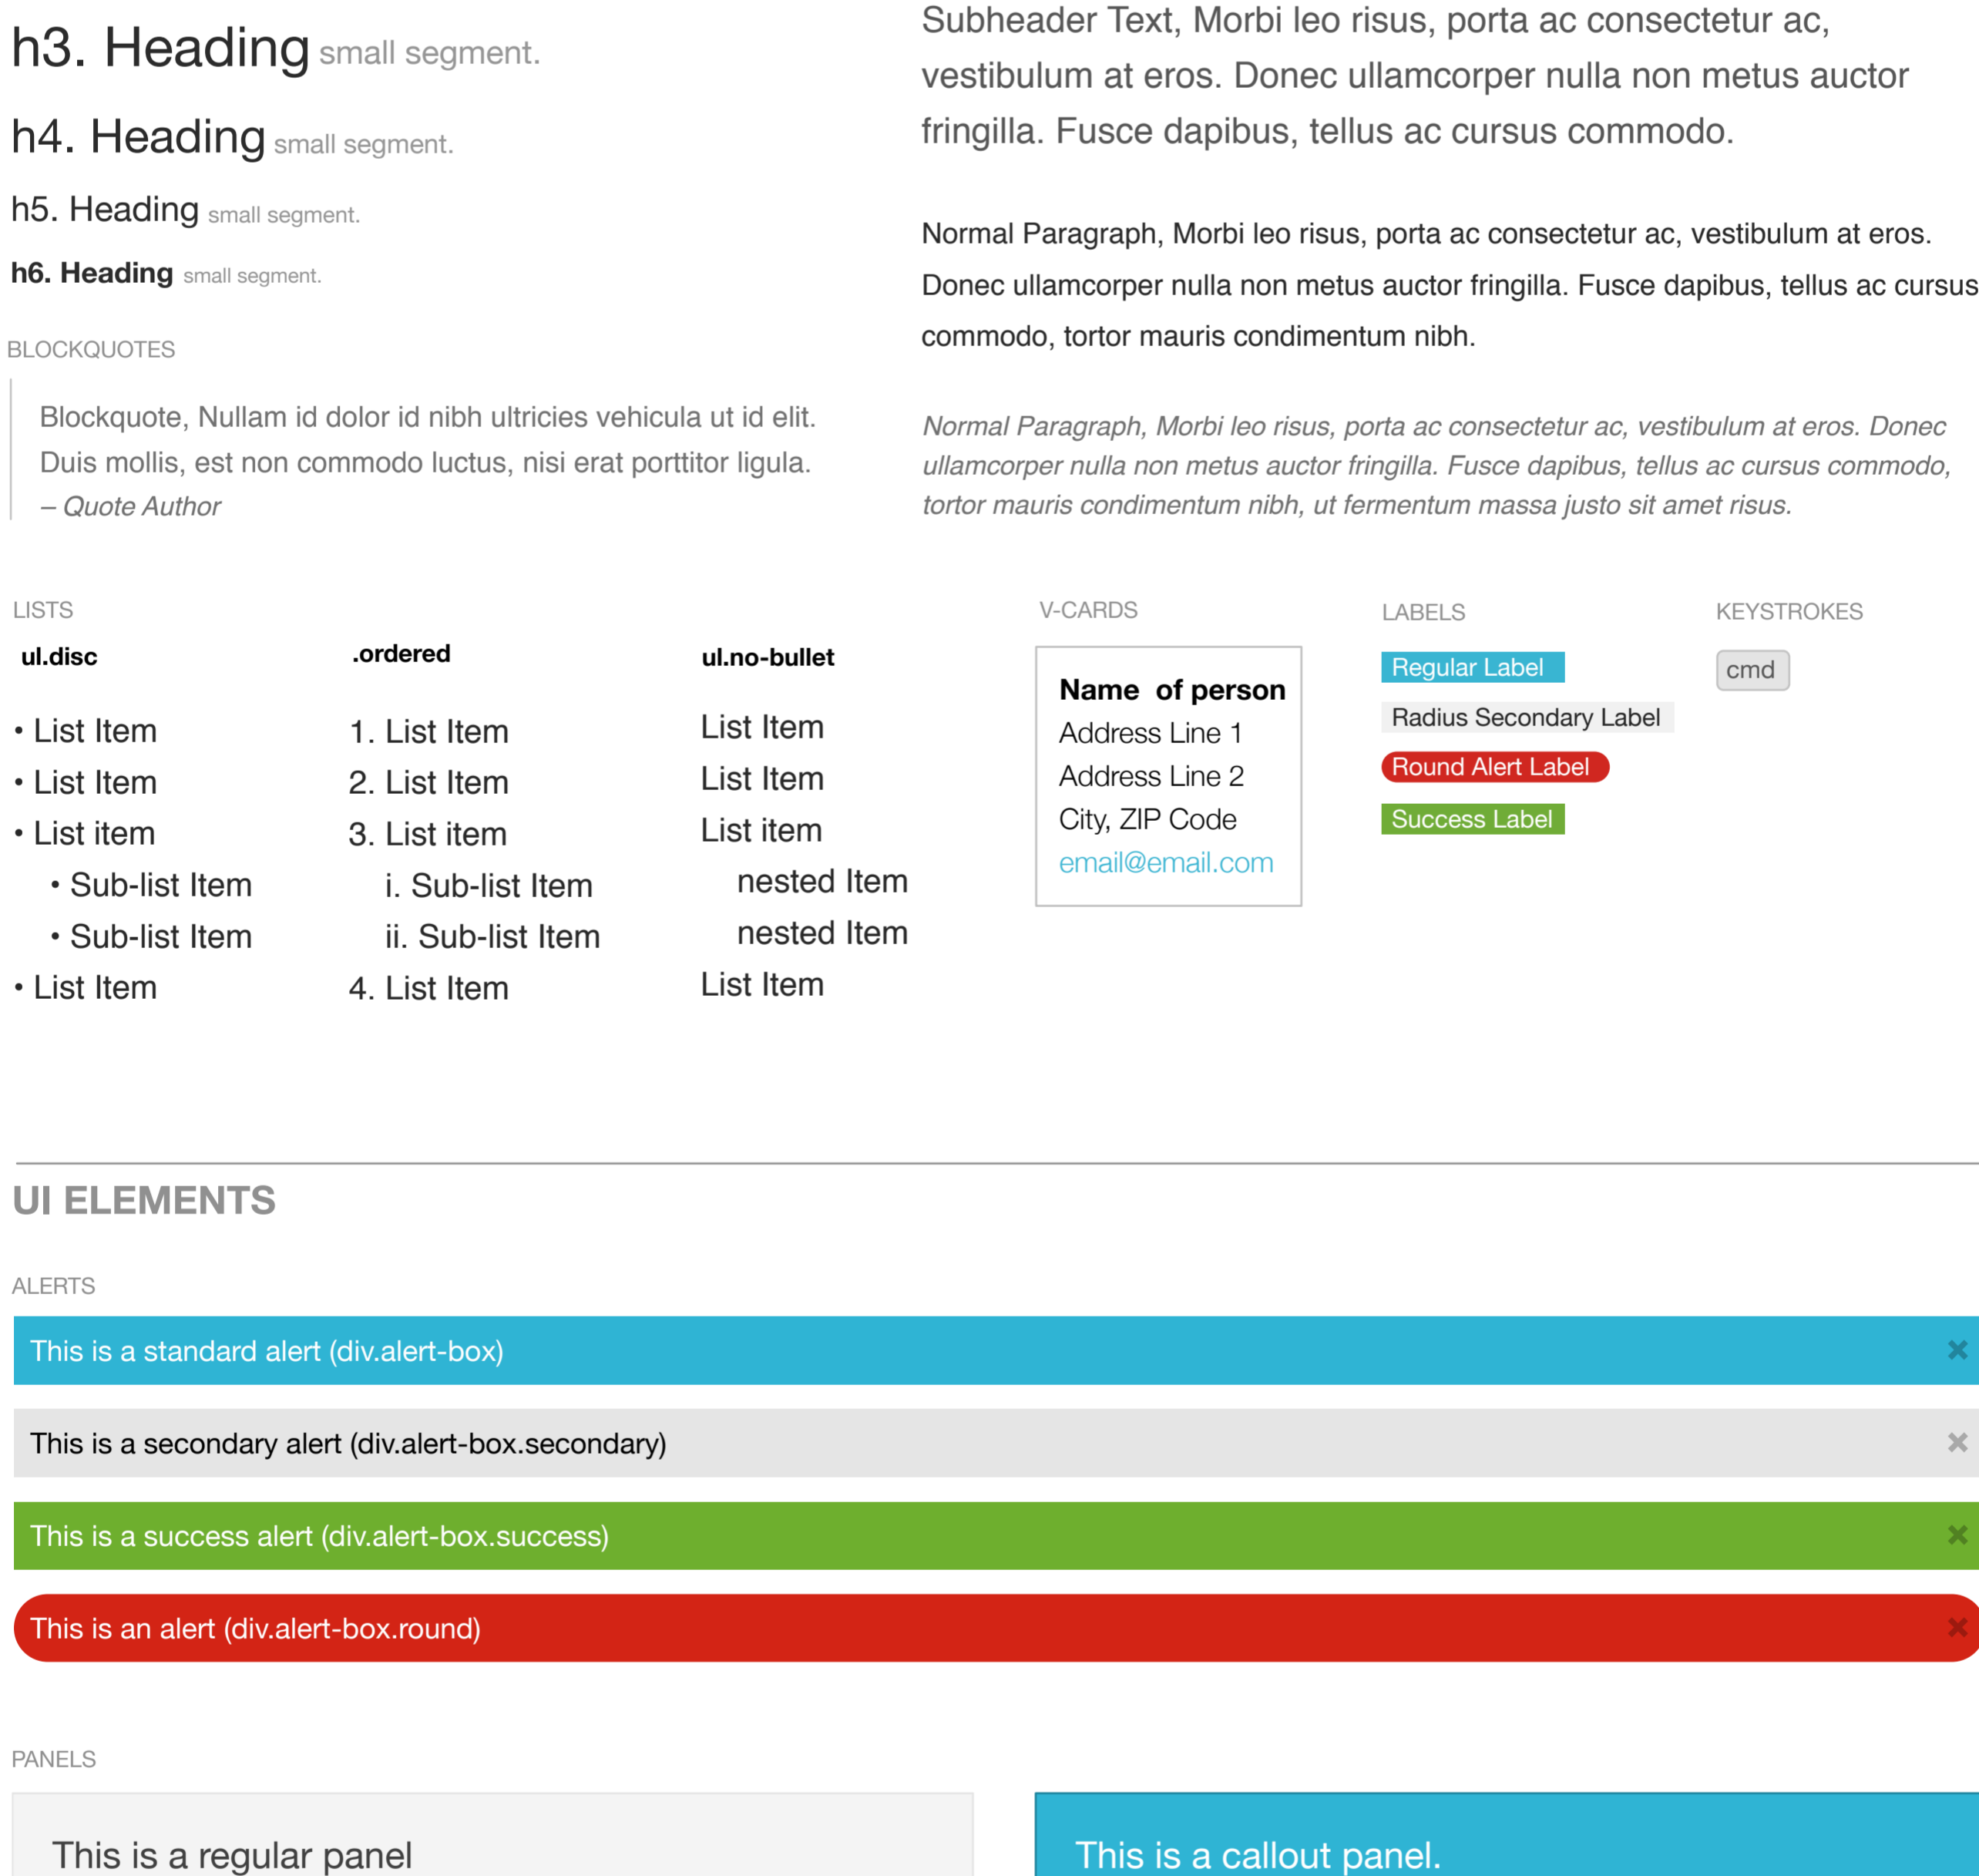 h3. Heading small segment.
h4. Heading small segment.
h5. Heading small segment.
h6. Heading small segment.
Subheader Text, Morbi leo risus, porta ac consectetur ac,
vestibulum at eros. Donec ullamcorper nulla non metus auctor
fringilla. Fusce dapibus, tellus ac cursus commodo.
Normal Paragraph, Morbi leo risus, porta ac consectetur ac, vestibulum at eros.
Donec ullamcorper nulla non metus auctor fringilla. Fusce dapibus, tellus ac cursus
commodo, tortor mauris condimentum nibh.
BLOCKQUOTES
Blockquote, Nullam id dolor id nibh ultricies vehicula ut id elit.
Duis mollis, est non commodo luctus, nisi erat porttitor ligula.
– Quote Author
Normal Paragraph, Morbi leo risus, porta ac consectetur ac, vestibulum at eros. Donec
ullamcorper nulla non metus auctor fringilla. Fusce dapibus, tellus ac cursus commodo,
tortor mauris condimentum nibh, ut fermentum massa justo sit amet risus.
LISTS
ul.disc
• List Item
• List Item
• List item
• Sub-list Item
• Sub-list Item
• List Item
.ordered
1. List Item
2. List Item
3. List item
i. Sub-list Item
ii. Sub-list Item
4. List Item
ul.no-bullet
List Item
List Item
List item
nested Item
nested Item
List Item
V-CARDS
Name of person
Address Line 1
Address Line 2
City, ZIP Code
email@email.com
LABELS
Regular Label
Radius Secondary Label
Round Alert Label
Success Label
KEYSTROKES
cmd
UI ELEMENTS
ALERTS
This is a standard alert (div.alert-box)
This is a secondary alert (div.alert-box.secondary)
This is a success alert (div.alert-box.success)
This is an alert (div.alert-box.round)
PANELS
This is a regular panel
This is a callout panel.